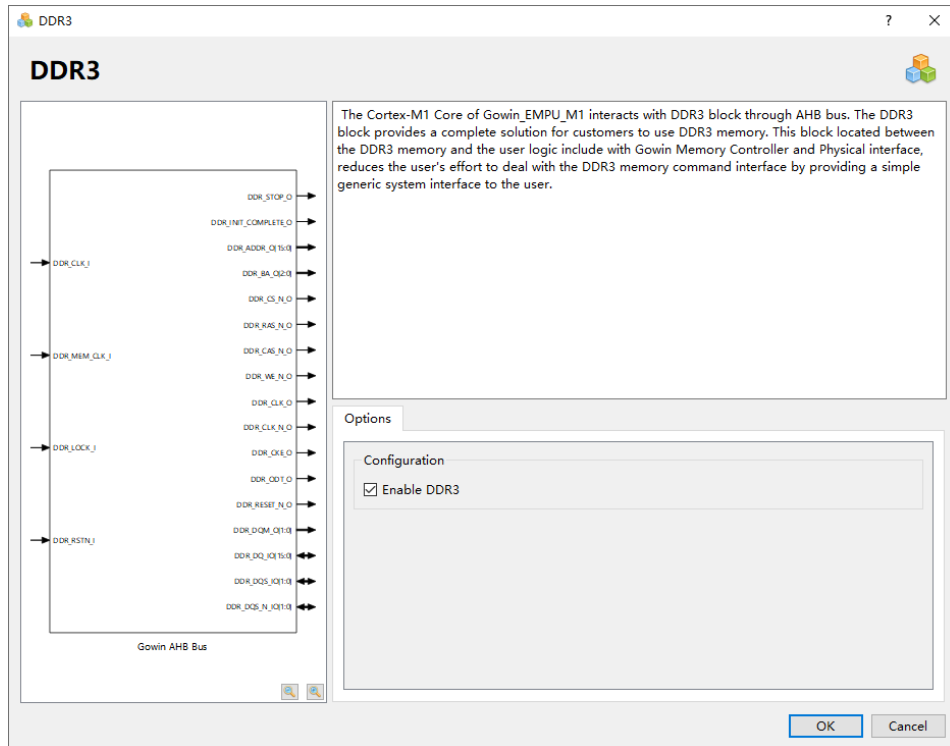 DDR3
?
DDR3
DDR_CLK_I
DDR_MEM_CLK_I
DDR_LOCK_I
DDR_RSTN_I
DDR_STOP_O
DDR_INIT_COMPLETE_O
DDR_ADDR_O[15:0]
DDR_BA_O[2:0]
DDR_CS_N_O
DDR_RAS_N_O
DDR_CAS_N_O
DDR_WE_N_O
DDR_CLK_O
DDR_CLK_N_O
DDR_CKE_O
DDR_ODT_O
DDR_RESET_N_O
DDR_DQM_O[1:0]
DDR_DQ_IO[15:0]
DDR_DQS_IO[1:0]
DDR_DQS_N_IO[1:0]
Gowin AHB Bus
The Cortex-M1 Core of Gowin_EMPU_M1 interacts with DDR3 block through AHB bus. The DDR3
block provides a complete solution for customers to use DDR3 memory. This block located between
the DDR3 memory and the user logic include with Gowin Memory Controller and Physical interface,
reduces the user's effort to deal with the DDR3 memory command interface by providing a simple
generic system interface to the user.
Options
Configuration
Enable DDR3
OK
Cancel